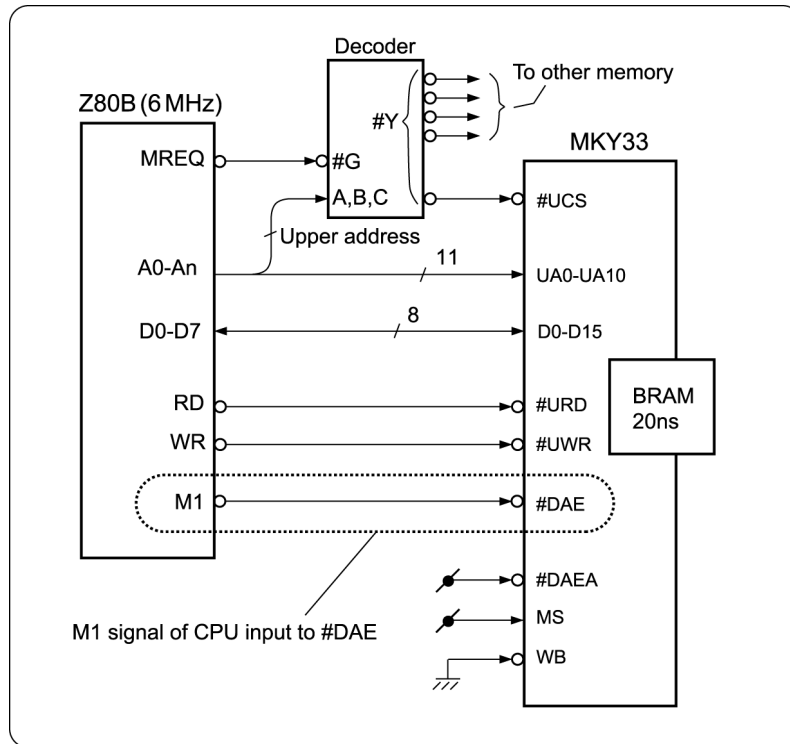 Decoder
To other memory
Z80B (6 MHz)
#Y
MKY33
MREQ
#G
A,B,C
#UCS
Upper address
A0-An
11
UA0-UA10
D0-D7
8
D0-D15
RD
#URD
BRAM
20ns
WR
#UWR
M1
#DAE
#DAEA
M1 signal of CPU input to #DAE
MS
WB